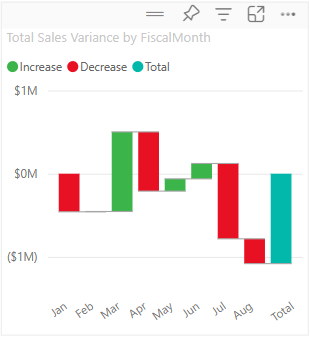 Total Sales Variance by FiscalMonth
Increase Decrease Total
$1M
$0M
($1M)
Jan Feb Mar Apr May Jun Jul Aug Total